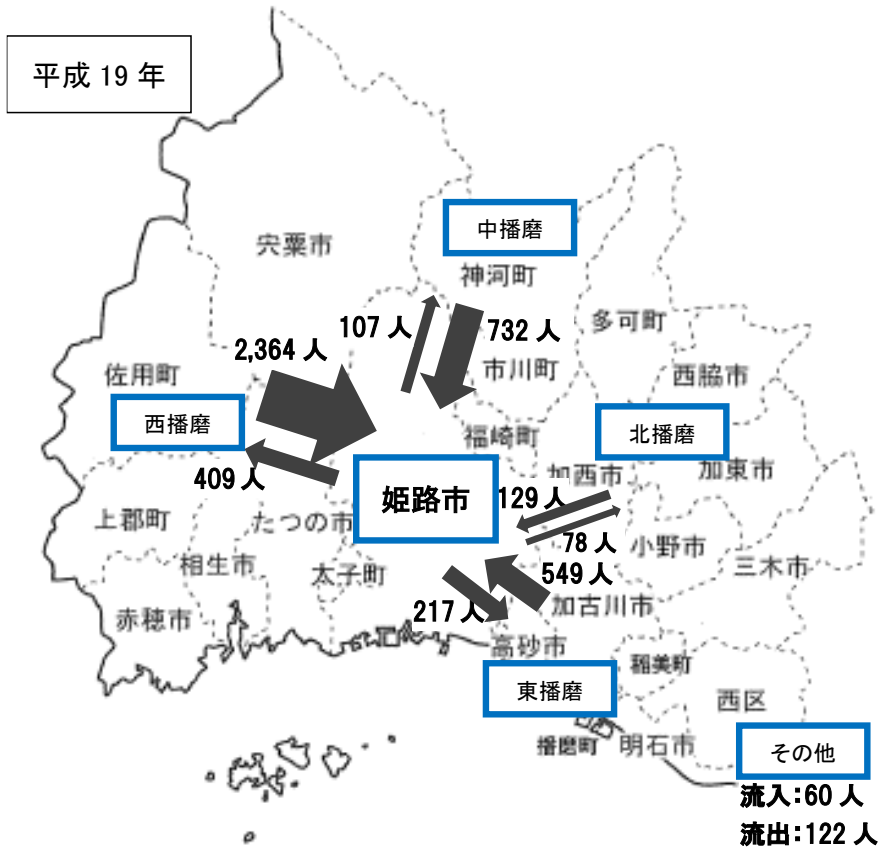 平成 19 年
中播磨
宍粟市
神河町
107 人
732 人
多可町
2,364 人
市川町
佐用町
西脇市
西播磨
福崎町
北播磨
加西市
加東市
409 人
姫路市
129 人
上郡町
たつの市
78 人
小野市
相生市
太子町
549 人
三木市
赤穂市
217 人
加古川市
高砂市
稲美町
東播磨
西区
播磨町
明石市
その他
流入:60 人
流出:122 人